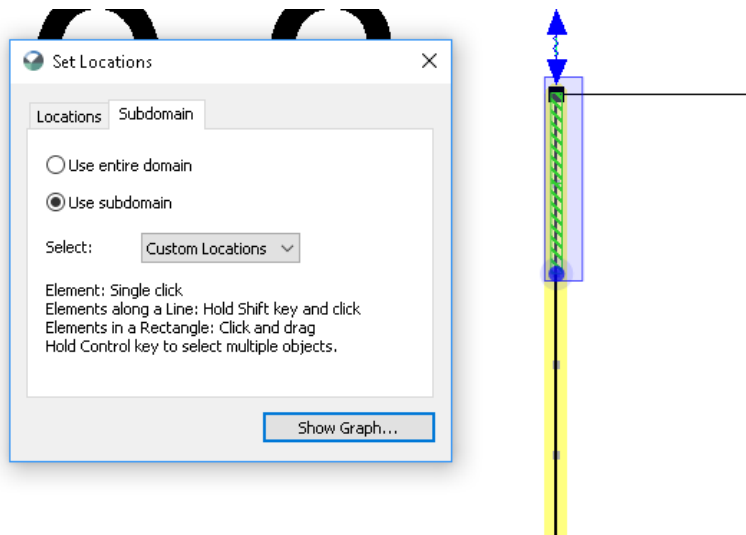 Set Locations
Locations Subdomain
Use entire domain
Use subdomain
Select: Custom Locations
Element: Single click
Elements along a Line: Hold Shift key and click
Elements in a Rectangle: Click and drag
Hold Control key to select multiple objects.
Show Graph...